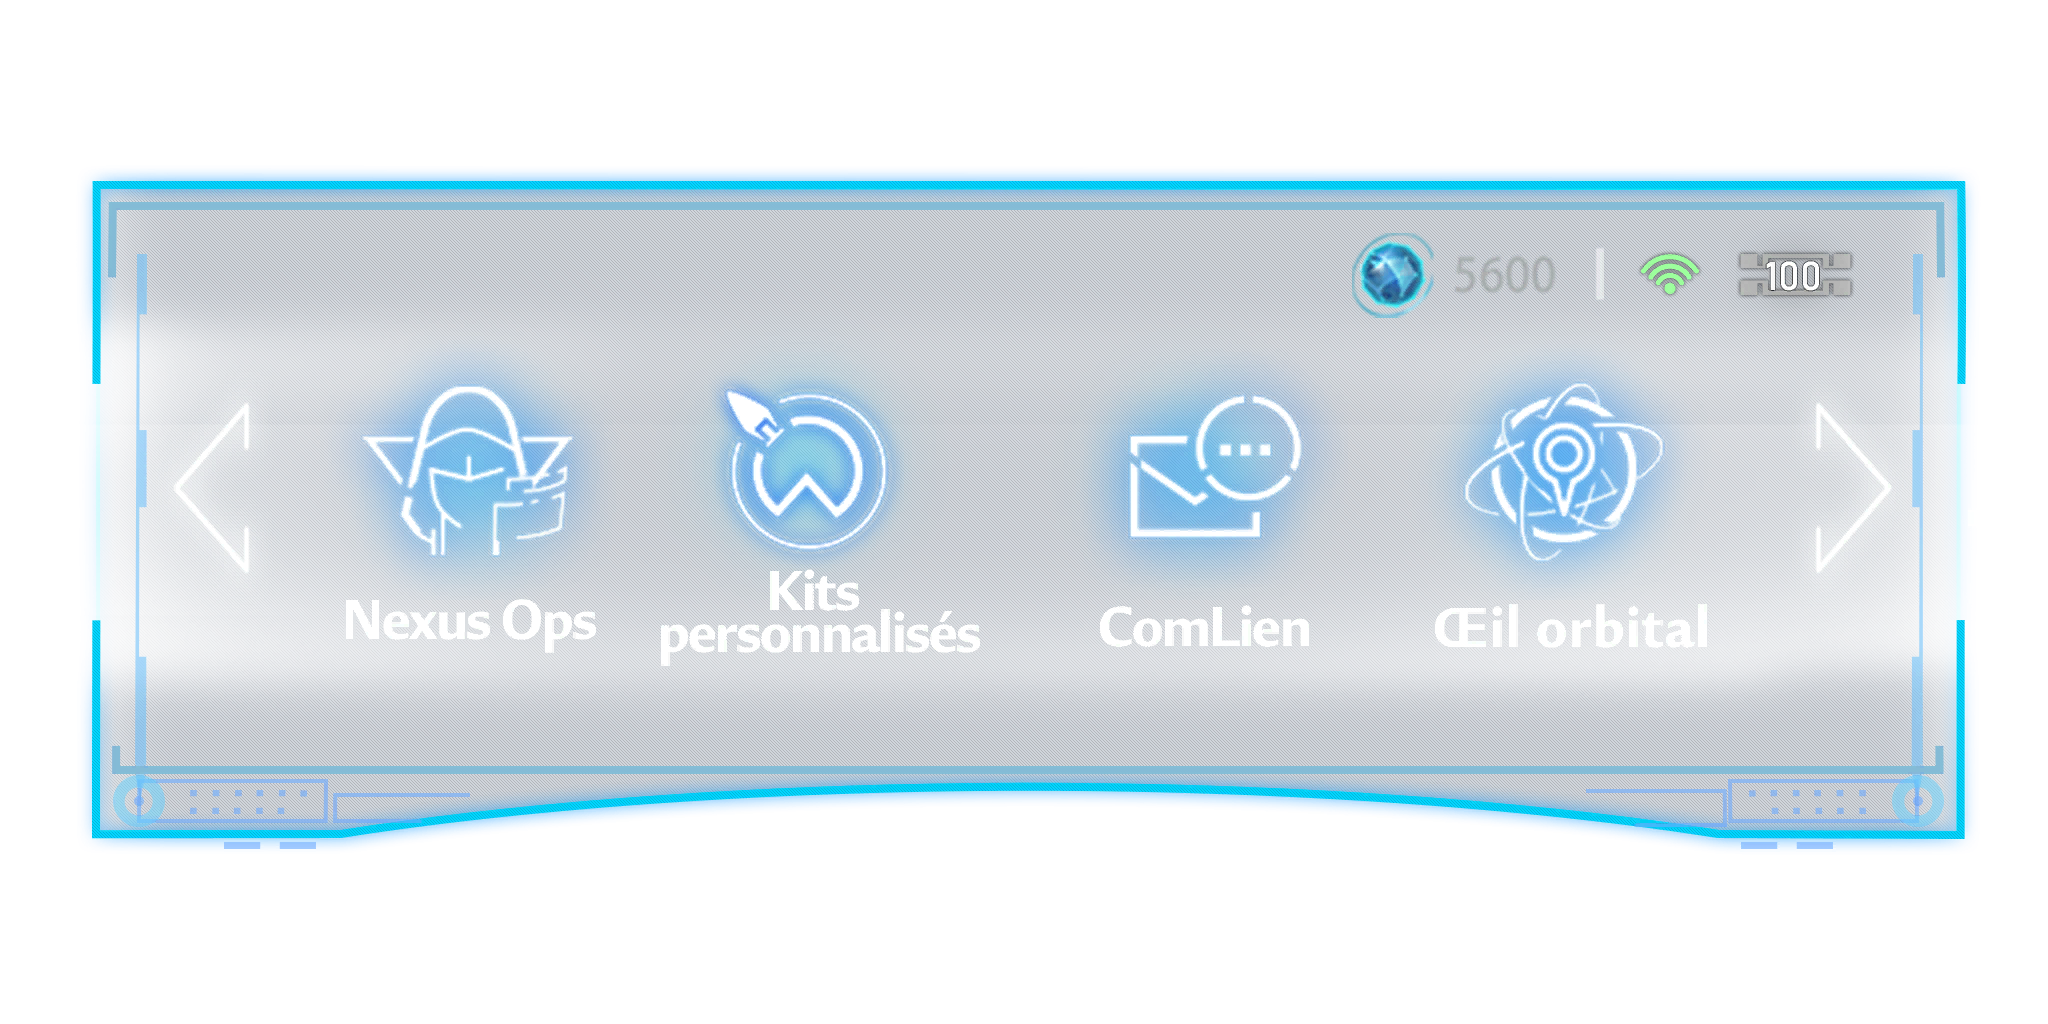 5600
100
Nexus Ops
Kits
personnalisés
ComLien
Œil orbital